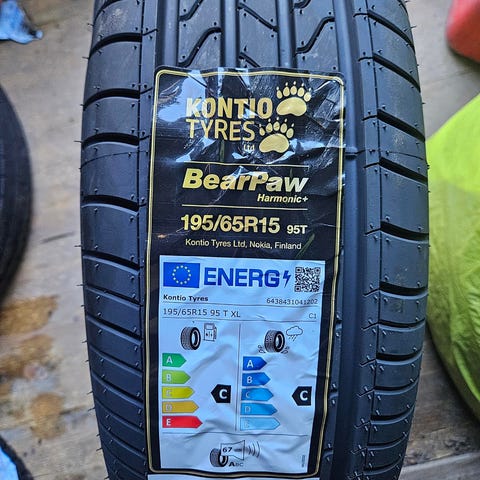 KONTIO
TYRES
Ltd
BearPaw
Harmonic+
195/65R15 95T
Kontio Tyres Ltd, Nokia, Finland
ENERG
Kontio Tyres 6438431041202
195/65R15 95 T XL C1
A A
B B
C C C C
D D
E E
67
ABC